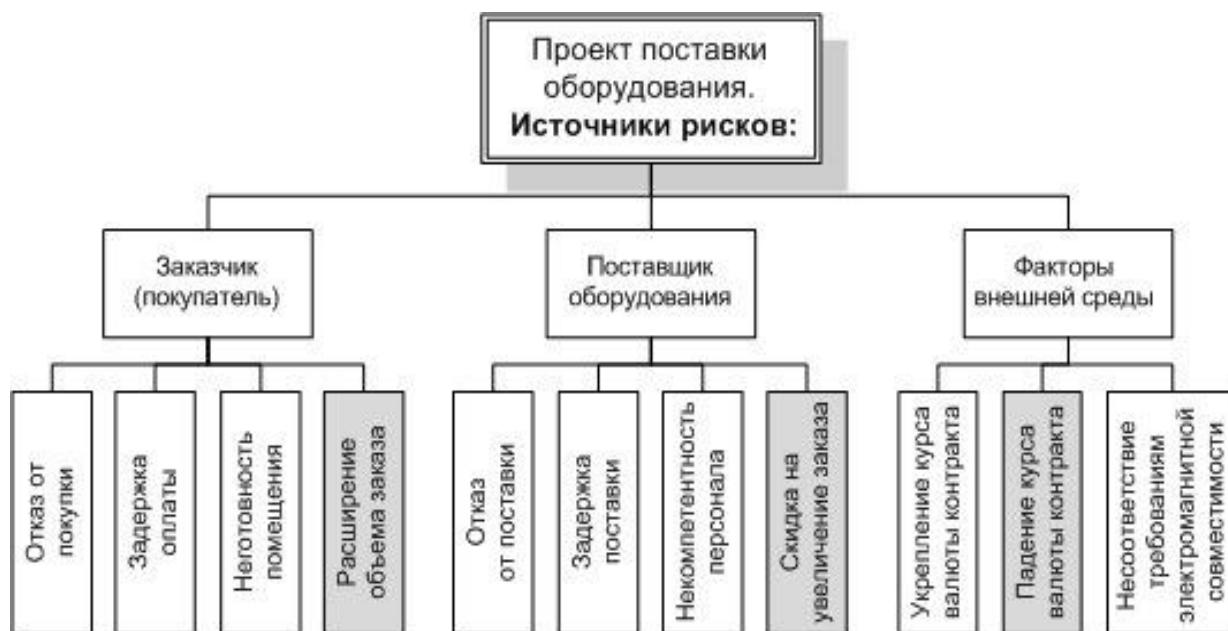 Проект поставки
оборудования.
Источники рисков:
Заказчик
(покупатель)
Поставщик
оборудования
Факторы
внешней среды
Отказ от
покупки
Задержка
оплаты
Неготовность
помещения
Расширение
объема заказа
Отказ
от поставки
Задержка
поставки
Некомпетентность
персонала
Скидка на
увеличение заказа
Укрепление курса
валюты контракта
Падение курса
валюты контракта
Несоответствие
требованиям
электромагнитной
совместимости